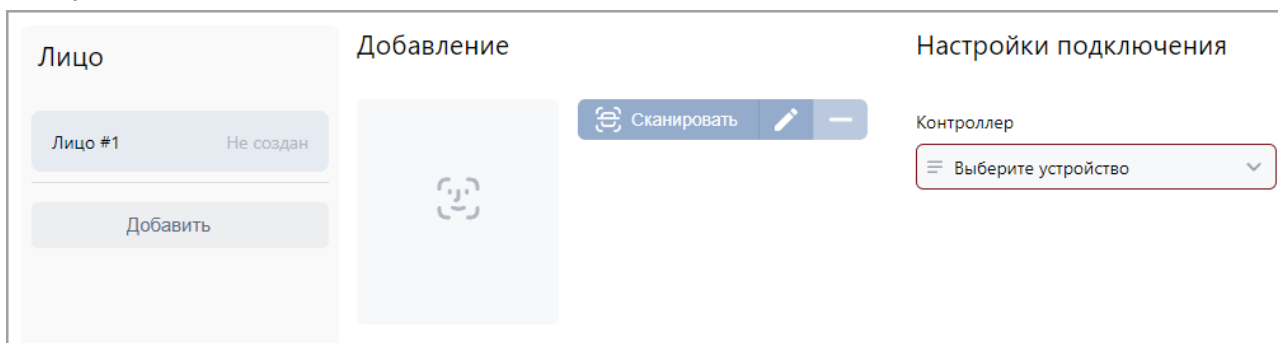 Лицо
Лицо #1 Не создан
Добавить
Добавление
Сканировать
Настройки подключения
Контроллер
Выберите устройство